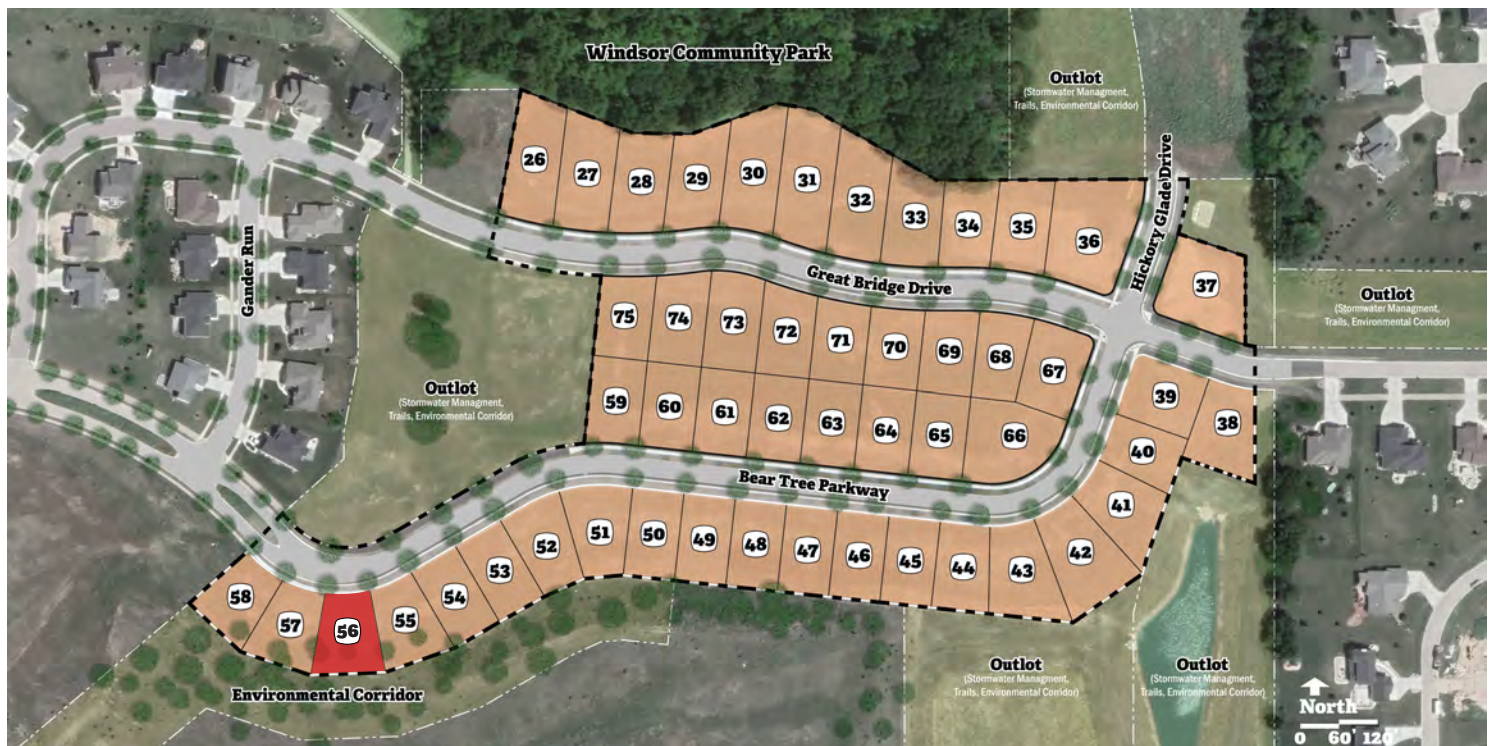 Windsor Community Park
Outlot
(Stormwater Managment,
Trails, Environmental Corridor)
Hickory Glade Drive
26
27
28
29
30
31
32
33
34
35
36
37
Gander Run
Great Bridge Drive
Outlot
(Stormwater Managment,
Trails, Environmental Corridor)
75
74
73
72
71
70
69
68
67
Outlot
(Stormwater Managment,
Trails, Environmental Corridor)
59
60
61
62
63
64
65
66
39
38
40
41
Bear Tree Parkway
58
57
56
55
54
53
52
51
50
49
48
47
46
45
44
43
42
Environmental Corridor
Outlot
(Stormwater Managment,
Trails, Environmental Corridor)
Outlot
(Stormwater Managment,
Trails, Environmental Corridor)
North
0 60' 120'